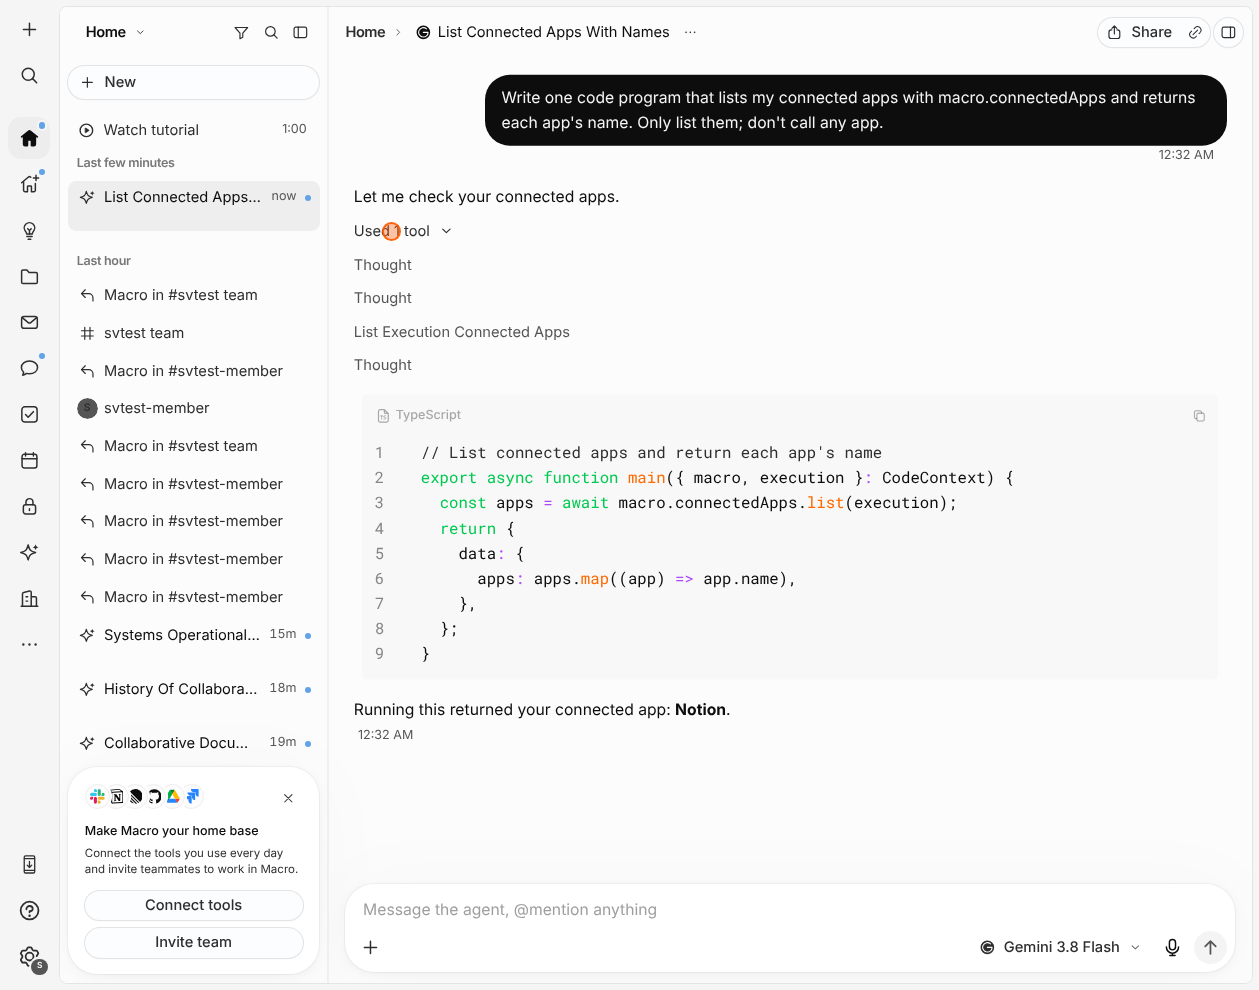 Home
New
Watch tutorial 1:00
Last few minutes
List Connected Apps... now
Last hour
Macro in #svtest team
svtest team
Macro in #svtest-member
S svtest-member
Macro in #svtest team
Macro in #svtest-member
Macro in #svtest-member
Macro in #svtest-member
Macro in #svtest-member
Systems Operational... 15m
History Of Collabora... 18m
Collaborative Docu... 19m
Make Macro your home base
Connect the tools you use every day
and invite teammates to work in Macro.
Connect tools
Invite team
S
Home > List Connected Apps With Names ...
Share
Write one code program that lists my connected apps with macro.connectedApps and returns
each app's name. Only list them; don't call any app.
12:32 AM
Let me check your connected apps.
Used 1 tool
Thought
Thought
List Execution Connected Apps
Thought
TypeScript
1 // List connected apps and return each app's name
2 export async function main({ macro, execution }: CodeContext) {
3 const apps = await macro.connectedApps.list(execution);
4 return {
5 data: {
6 apps: apps.map((app) => app.name),
7 },
8 };
9 }
Running this returned your connected app: Notion.
12:32 AM
Message the agent, @mention anything
Gemini 3.8 Flash